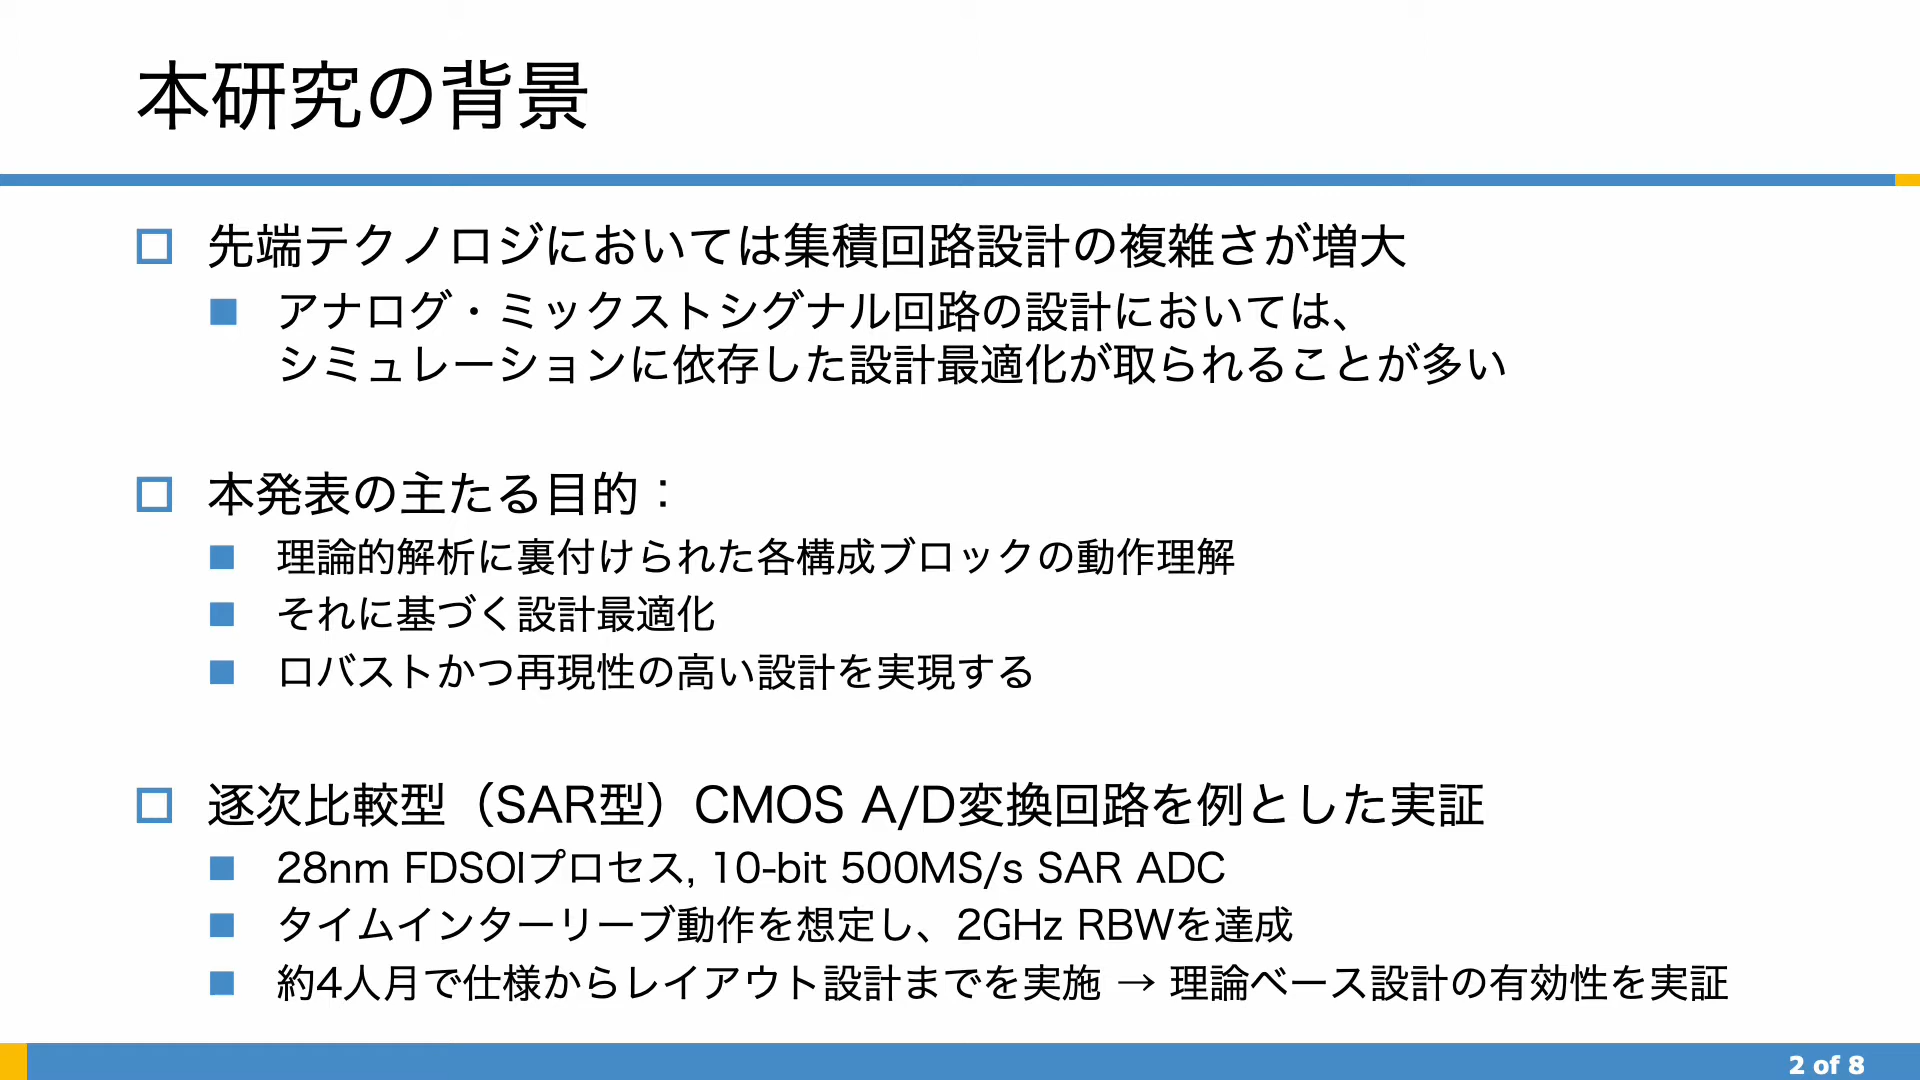 本研究の背景
先端テクノロジにおいては集積回路設計の複雑さが増大
アナログ・ミックストシグナル回路の設計においては、
シミュレーションに依存した設計最適化が取られることが多い
本発表の主たる目的：
理論的解析に裏付けられた各構成ブロックの動作理解
それに基づく設計最適化
ロバストかつ再現性の高い設計を実現する
逐次比較型（SAR型）CMOS A/D変換回路を例とした実証
28nm FDSOIプロセス, 10-bit 500MS/s SAR ADC
タイムインターリーブ動作を想定し、2GHz RBWを達成
約4人月で仕様からレイアウト設計までを実施 → 理論ベース設計の有効性を実証
2 of 8